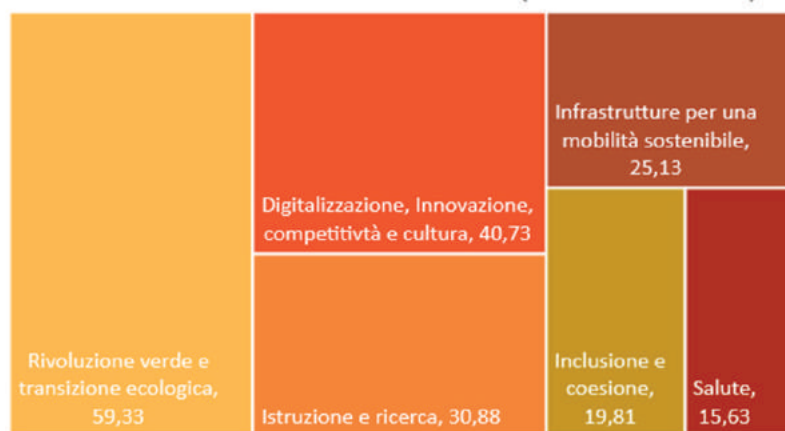 Infrastrutture per una
mobilità sostenibile,
25,13
Digitalizzazione, Innovazione,
competitivtà e cultura, 40,73
Rivoluzione verde e
transizione ecologica,
59,33
Istruzione e ricerca, 30,88
Inclusione e
coesione,
19,81
Salute,
15,63